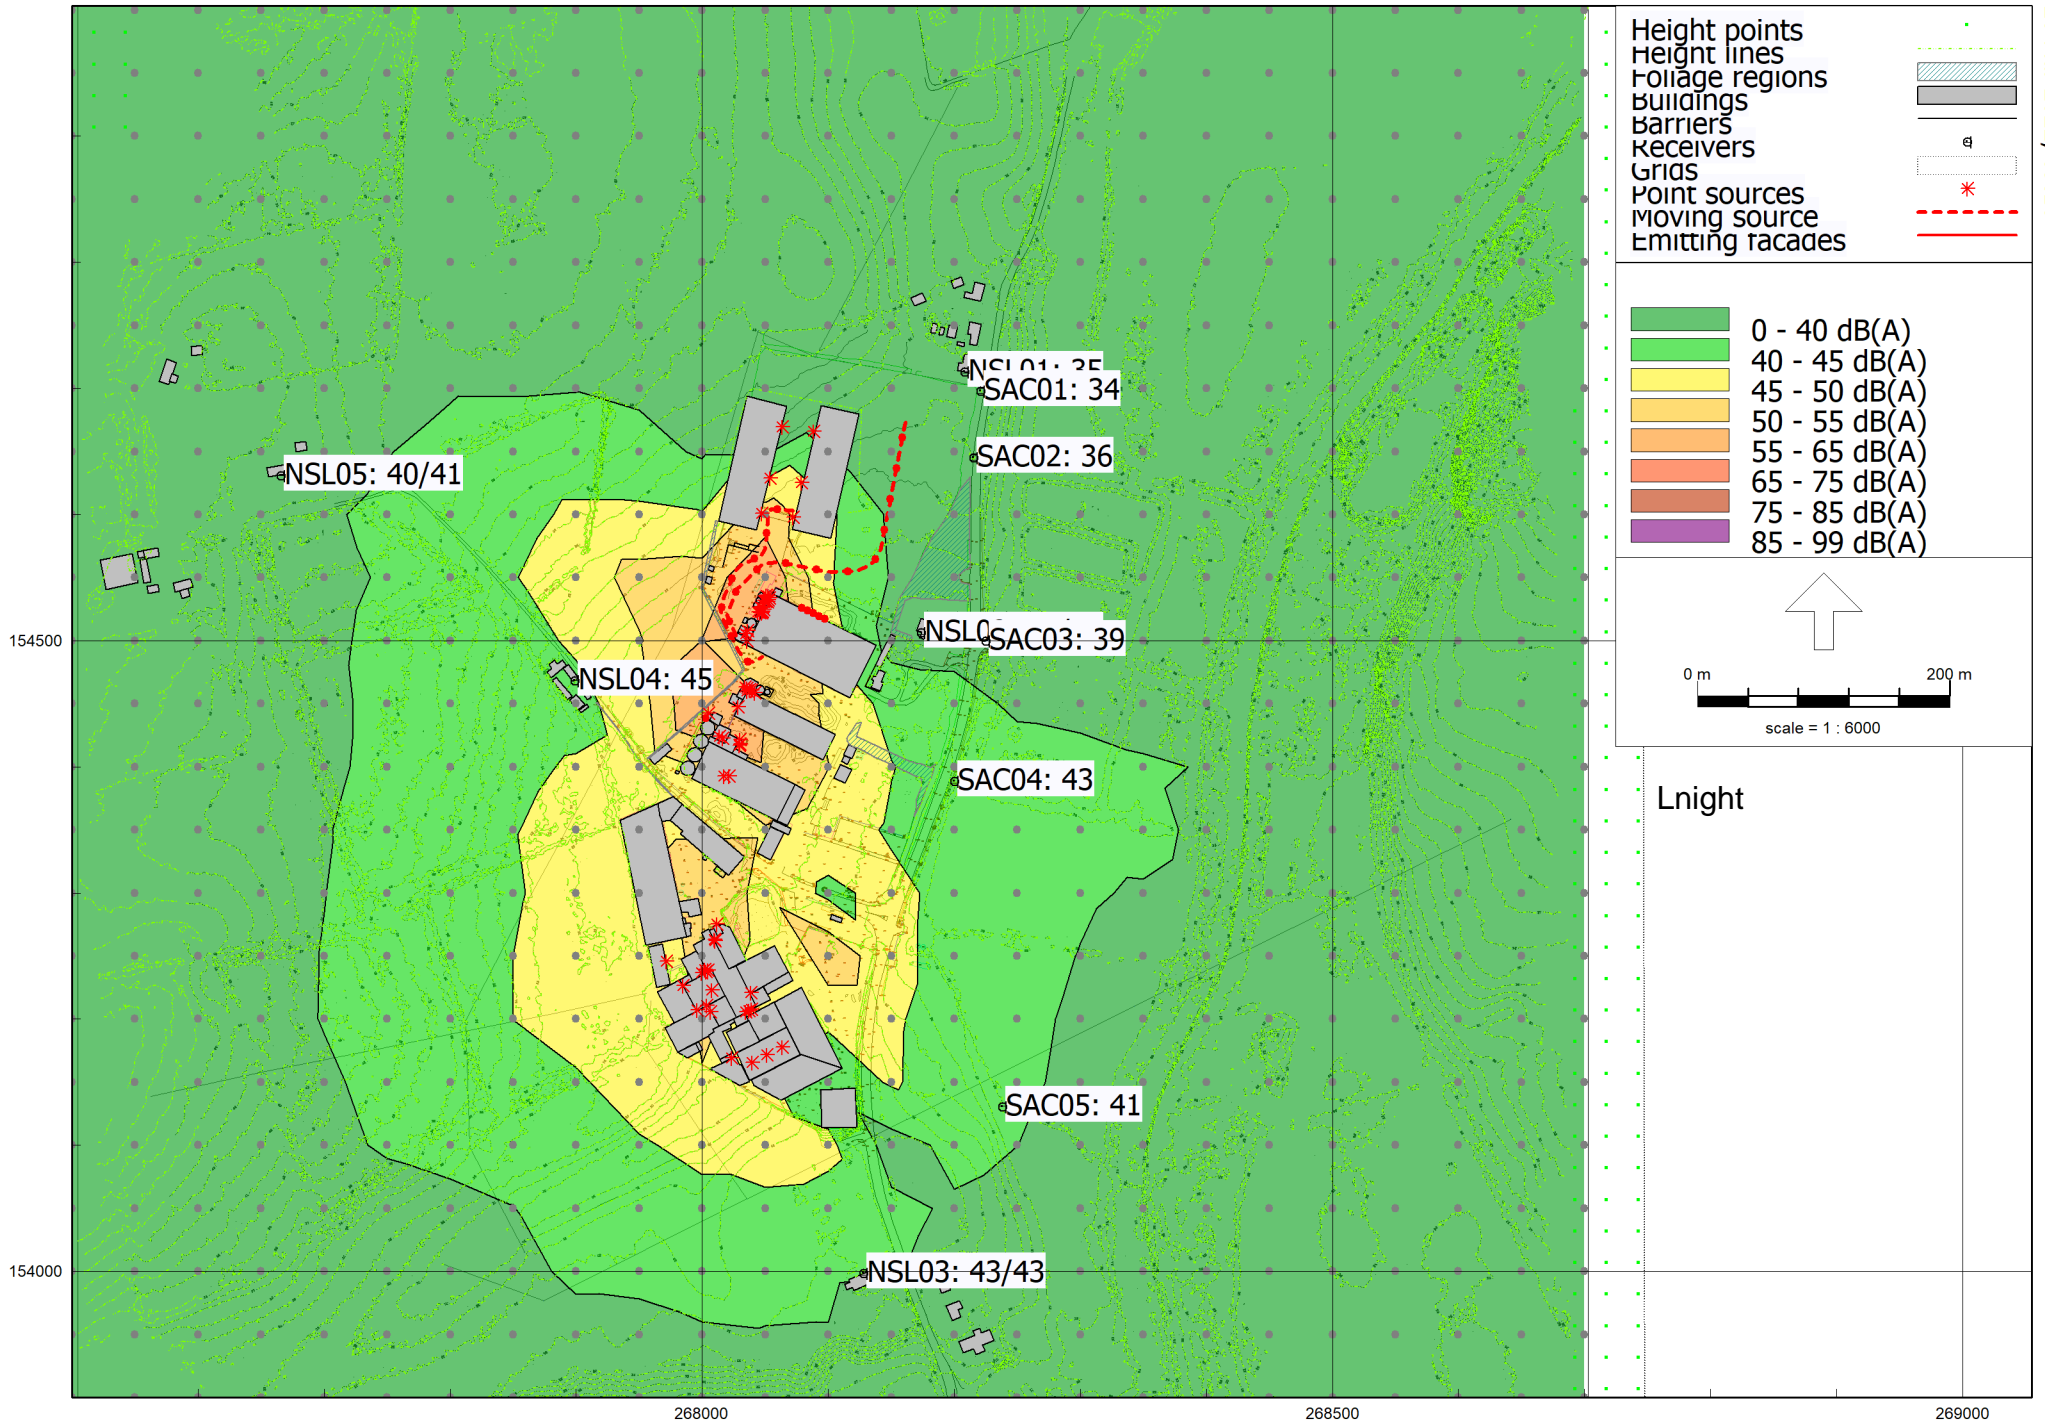 Height points
Height lines
Foliage regions
Buildings
Barriers
Receivers
Grids
Point sources
Moving source
Emitting facades
0 - 40 dB(A)
40 - 45 dB(A)
45 - 50 dB(A)
50 - 55 dB(A)
55 - 65 dB(A)
65 - 75 dB(A)
75 - 85 dB(A)
85 - 99 dB(A)
0 m 200 m
scale = 1 : 6000
Lnight
NSL01: 35
SAC01: 34
SAC02: 36
NSL05: 40/41
SAC03: 39
NSL04: 45
SAC04: 43
SAC05: 41
NSL03: 43/43
154500
154000
268000 268500 269000